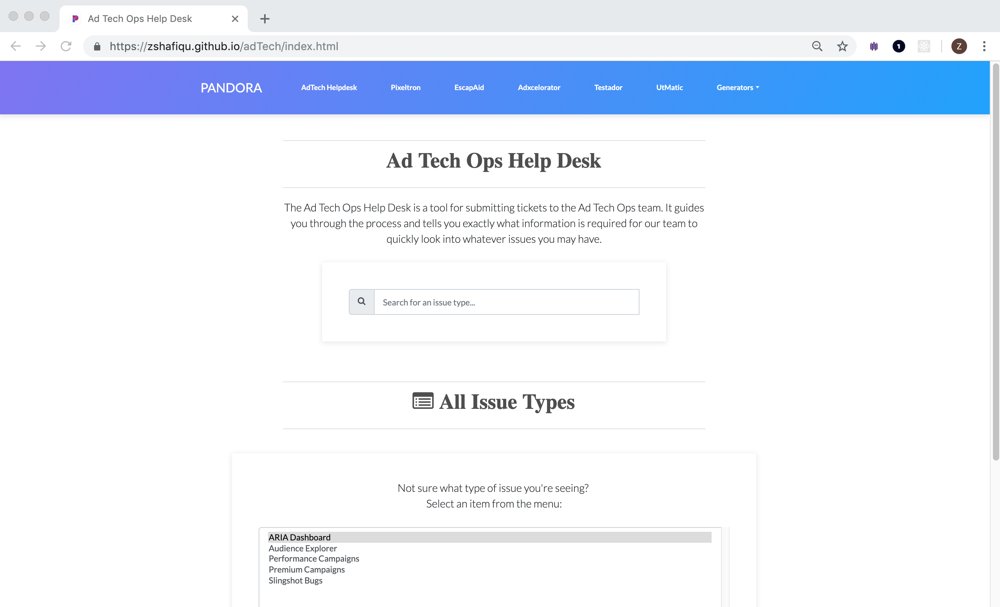 Ad Tech Ops Help Desk
https://zshafiqu.github.io/adTech/index.html
1
Z
PANDORA AdTech Helpdesk Pixeltron EscapAid Adxcelorator Testador UtMatic Generators
Ad Tech Ops Help Desk
The Ad Tech Ops Help Desk is a tool for submitting tickets to the Ad Tech Ops team. It guides
you through the process and tells you exactly what information is required for our team to
quickly look into whatever issues you may have.
Search for an issue type...
All Issue Types
Not sure what type of issue you're seeing?
Select an item from the menu:
ARIA Dashboard
Audience Explorer
Performance Campaigns
Premium Campaigns
Slingshot Bugs